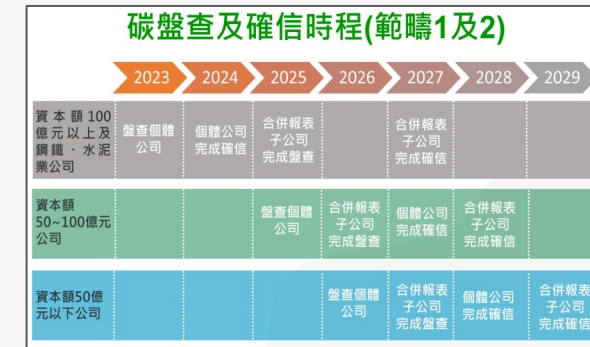 碳盤查及確信時程(範疇1及2)
2023 2024 2025 2026 2027 2028 2029
資本額100
億元以上及
鋼鐵、水泥
業公司
盤查個體
公司
個體公司
完成確信
合併報表
子公司
完成盤查
合併報表
子公司
完成確信
資本額
50~100億元
公司
盤查個體
公司
合併報表
子公司
完成盤查
個體公司
完成確信
合併報表
子公司
完成確信
資本額50億
元以下公司
盤查個體
公司
合併報表
子公司
完成盤查
個體公司
完成確信
合併報表
子公司
完成確信